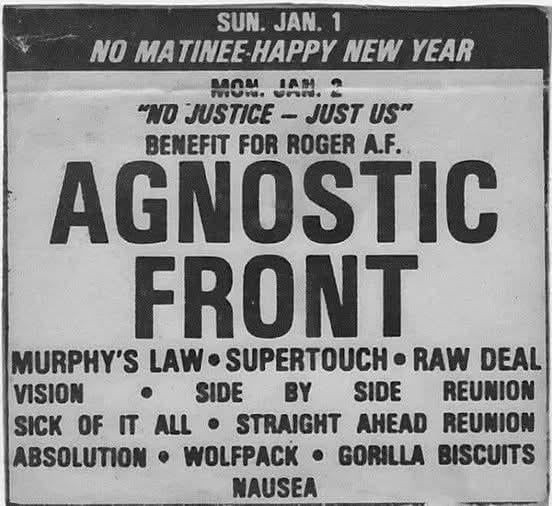 SUN. JAN. 1
NO MATINEE-HAPPY NEW YEAR
MON. JAN. 2
"NO JUSTICE – JUST US"
BENEFIT FOR ROGER A.F.
AGNOSTIC
FRONT
MURPHY'S LAW • SUPERTOUCH • RAW DEAL
VISION • SIDE BY SIDE REUNION
SICK OF IT ALL • STRAIGHT AHEAD REUNION
ABSOLUTION • WOLFPACK • GORILLA BISCUITS
NAUSEA